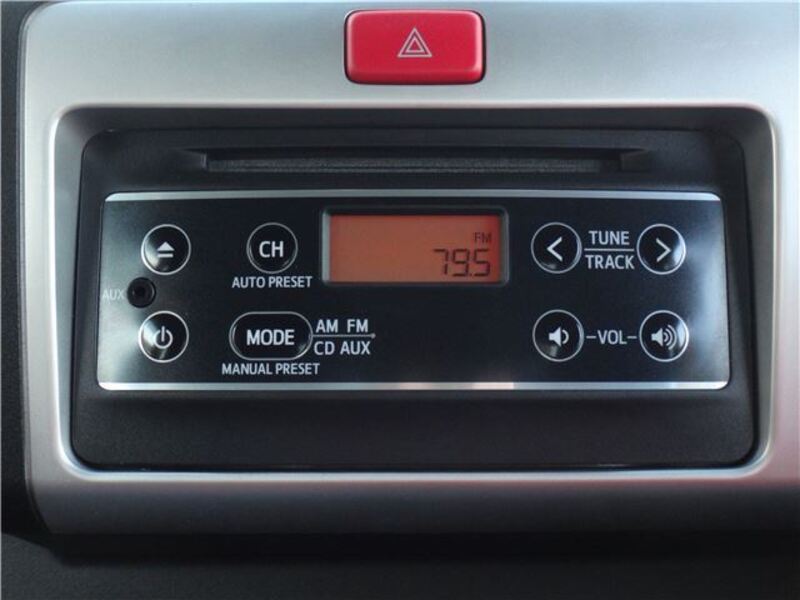 CH
AUTO PRESET
FM
79.5
TUNE
TRACK
AUX
MODE
AM FM
CD AUX
MANUAL PRESET
-VOL-